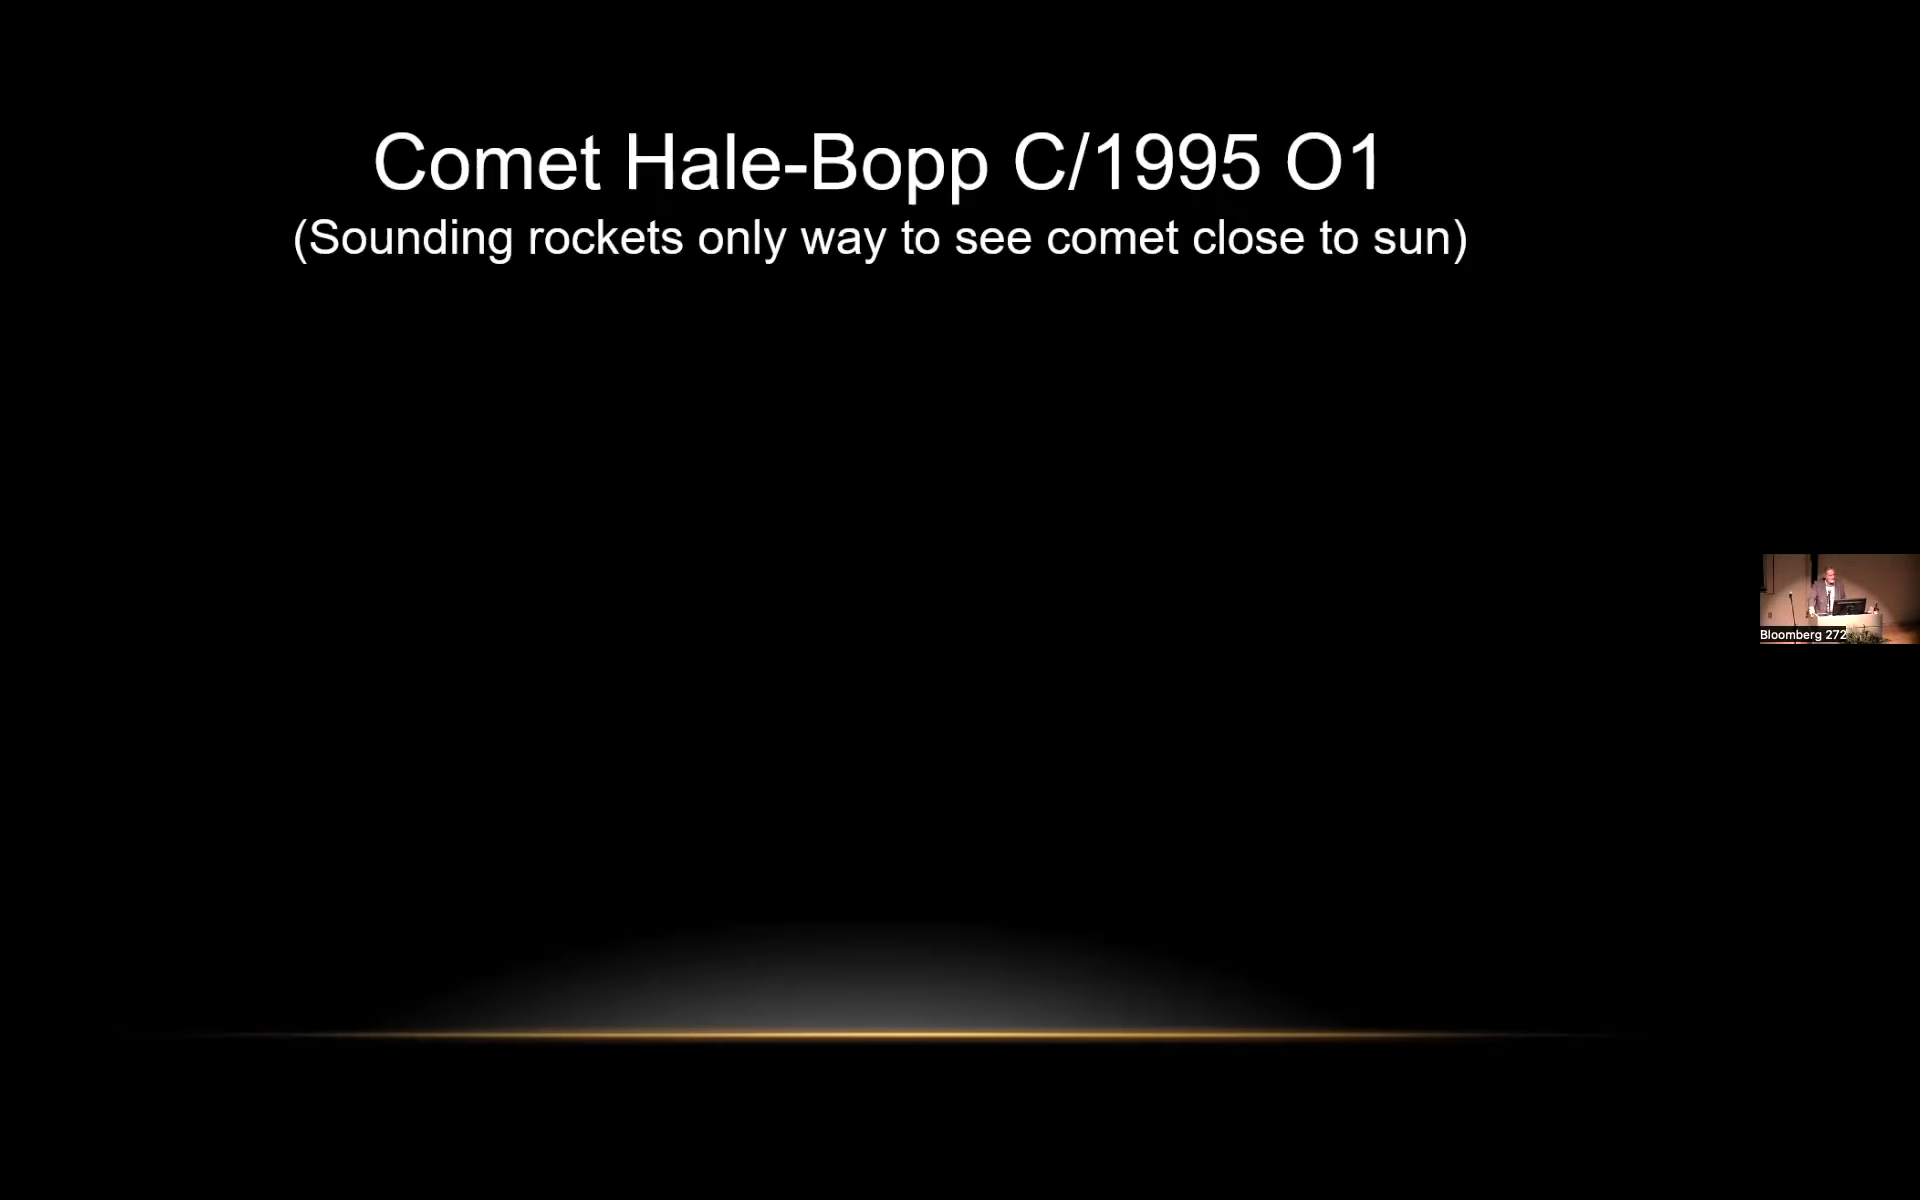 Comet Hale-Bopp C/1995 O1
(Sounding rockets only way to see comet close to sun)
Bloomberg 272